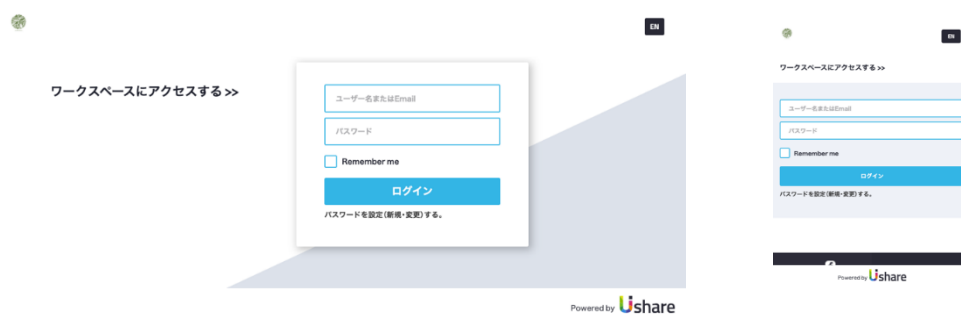 EN
ワークスペースにアクセスする >>
ユーザー名またはEmail
パスワード
Remember me
ログイン
パスワードを設定(新規・変更)する。
Powered by Ushare
EN
ワークスペースにアクセスする >>
ユーザー名またはEmail
パスワード
Remember me
ログイン
パスワードを設定(新規・変更)する。
Powered by Ushare